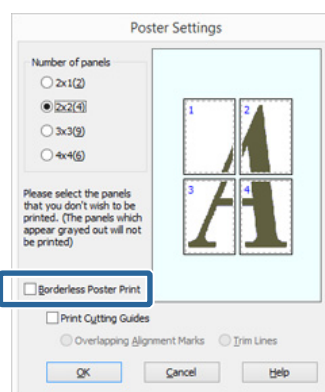 Poster Settings
Number of panels
2x1(2)
2x2(4)
3x3(9)
4x4(6)
1
2
3
4
Please select the panels
that you don't wish to be
printed. (The panels which
appear grayed out will not
be printed)
Borderless Poster Print
Print Cutting Guides
Overlapping Alignment Marks Trim Lines
OK Cancel Help